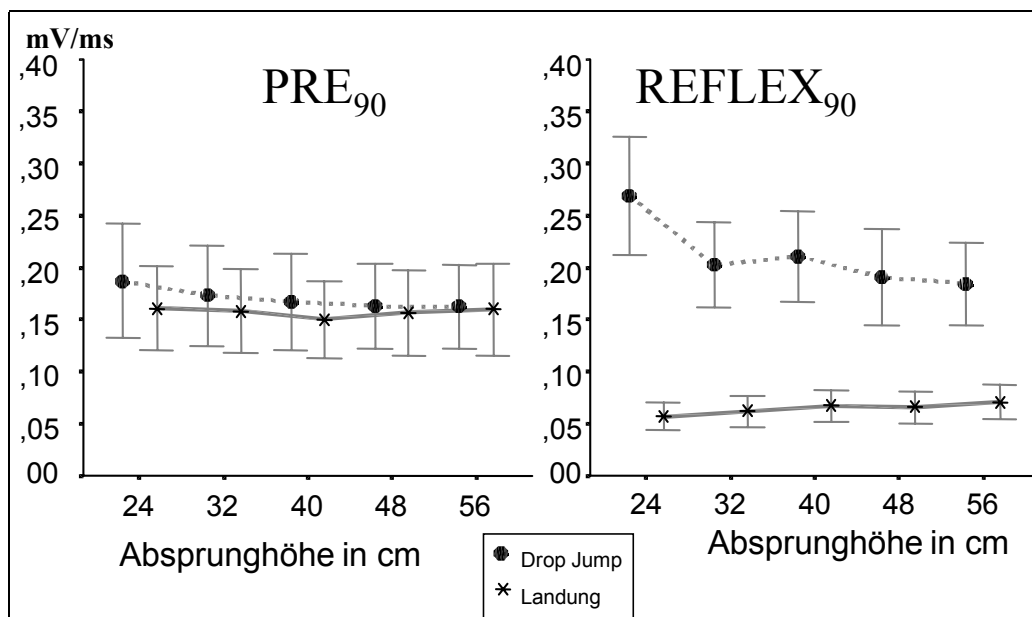 mV/ms
PRE90
,40
,35
,30
,25
,20
,15
,10
,05
00
24 32 40 48 56
Absprunghöhe in cm
REFLEX90
,40
,35
,30
,25
,20
,15
,10
,05
00
24 32 40 48 56
Absprunghöhe in cm
Drop Jump
Landung